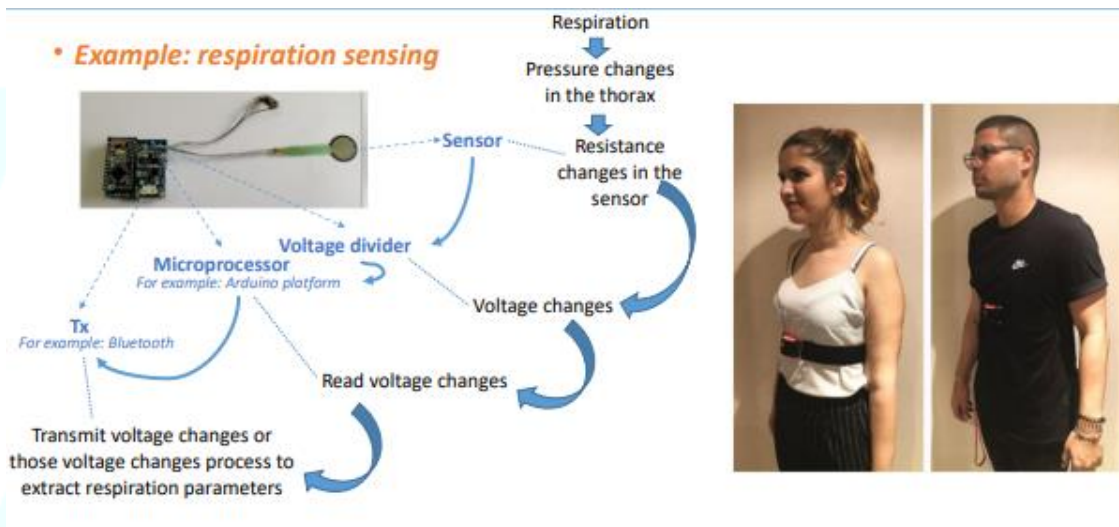 • Example: respiration sensing
Respiration
Pressure changes
in the thorax
Sensor
Resistance
changes in the
sensor
Voltage divider
Microprocessor
For example: Arduino platform
Voltage changes
Tx
For example: Bluetooth
Read voltage changes
Transmit voltage changes or
those voltage changes process to
extract respiration parameters